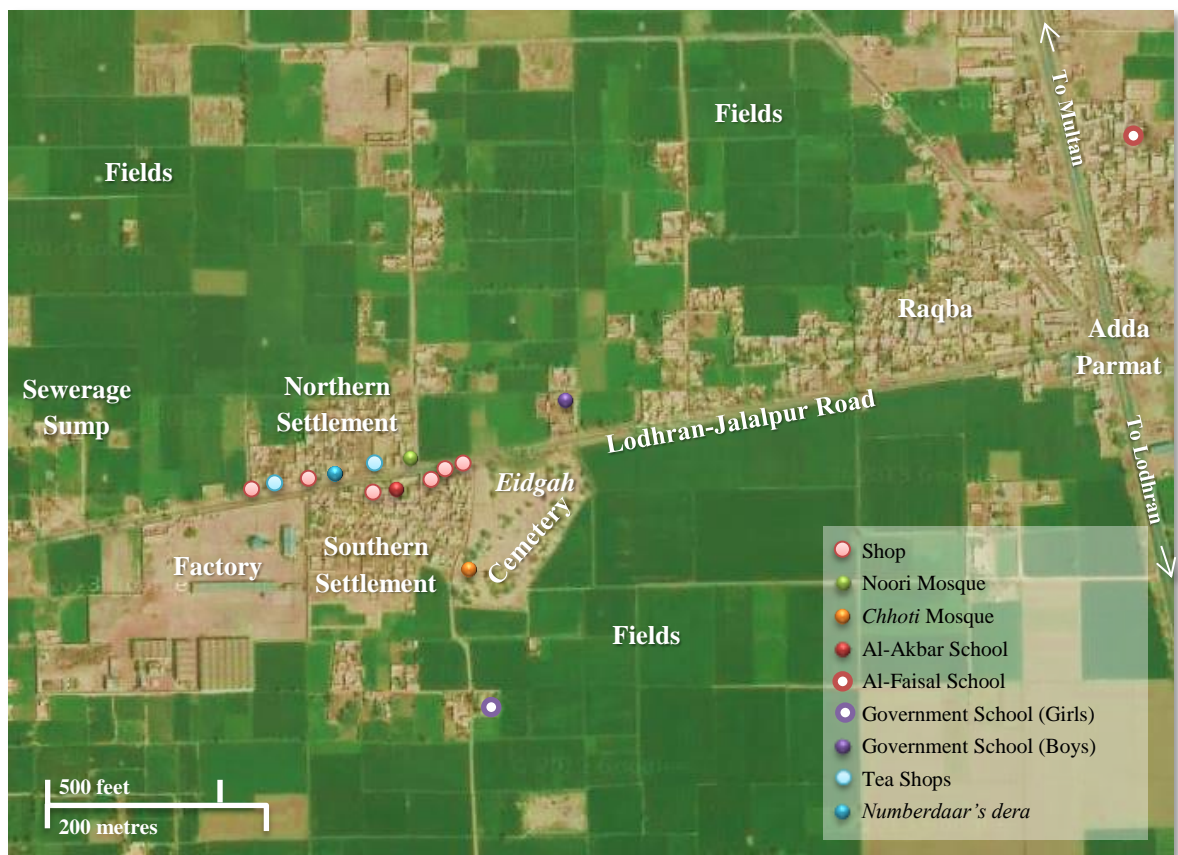 To Multan
Fields
Fields
Raqba
Adda
Parmat
Sewerage
Sump
Northern
Settlement
Lodhran-Jalalpur Road
To Lodhran
Eidgah
Cemetery
Factory
Southern
Settlement
Fields
Shop
Noori Mosque
Chhoti Mosque
Al-Akbar School
Al-Faisal School
Government School (Girls)
Government School (Boys)
Tea Shops
Numberdaar’s dera
500 feet
200 metres